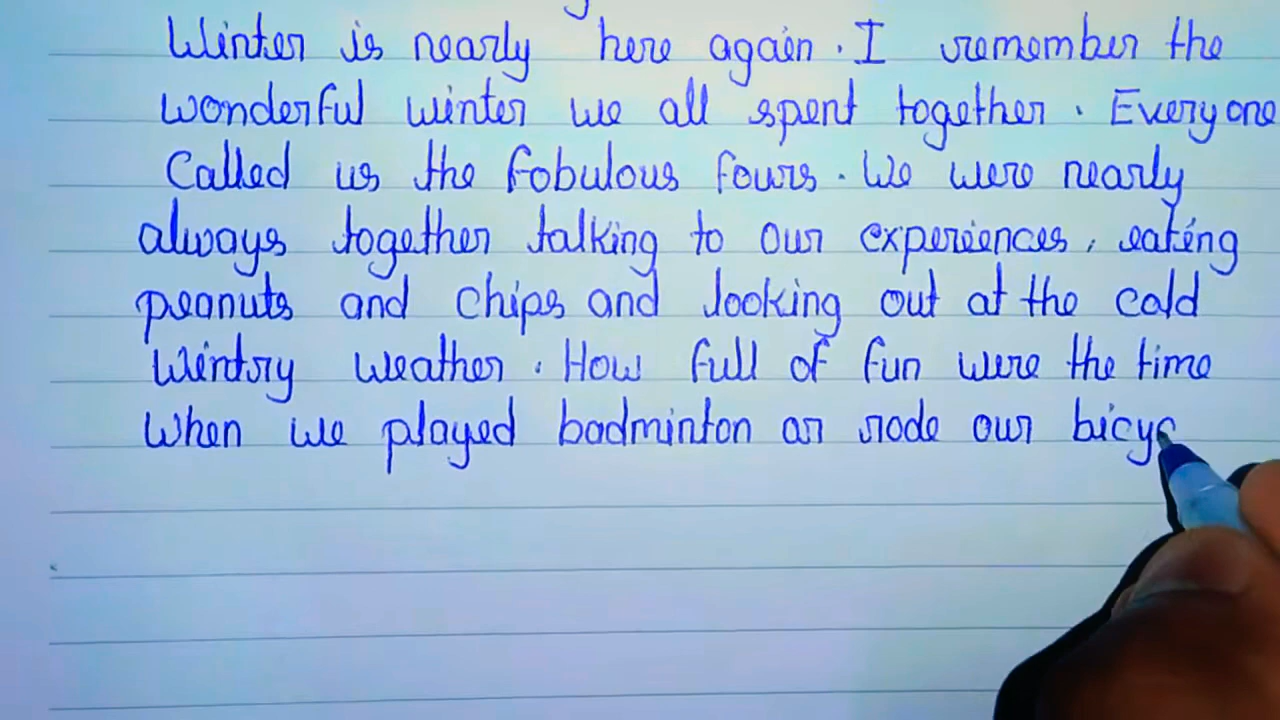 Winter is nearly here again. I remember the
wonderful winter we all spent together. Everyone
Called us the fobulous fours. We were nearly
always together talking to our experiences, eating
peanuts and chips and looking out at the cold
Wintry weather. How full of fun were the time
When we played badminton or rode our bicyc